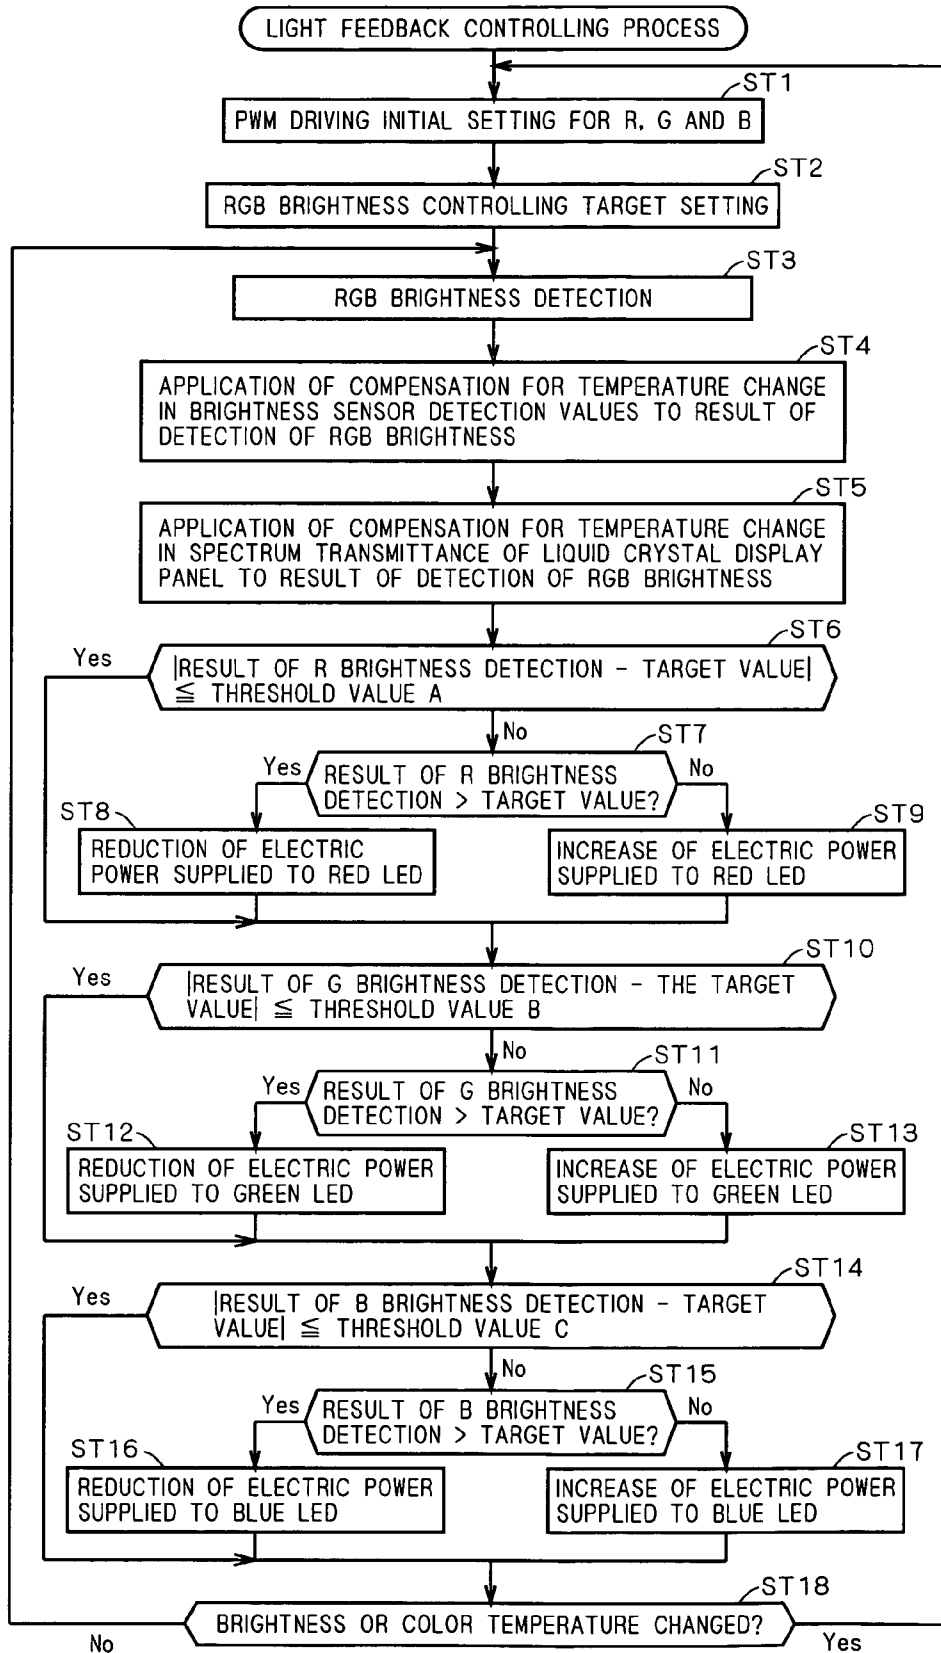 LIGHT FEEDBACK CONTROLLING PROCESS
ST1
PWM DRIVING INITIAL SETTING FOR R, G AND B
ST2
RGB BRIGHTNESS CONTROLLING TARGET SETTING
ST3
RGB BRIGHTNESS DETECTION
ST4
APPLICATION OF COMPENSATION FOR TEMPERATURE CHANGE
IN BRIGHTNESS SENSOR DETECTION VALUES TO RESULT OF
DETECTION OF RGB BRIGHTNESS
ST5
APPLICATION OF COMPENSATION FOR TEMPERATURE CHANGE
IN SPECTRUM TRANSMITTANCE OF LIQUID CRYSTAL DISPLAY
PANEL TO RESULT OF DETECTION OF RGB BRIGHTNESS
ST6
Yes
|RESULT OF R BRIGHTNESS DETECTION - TARGET VALUE|
≦ THRESHOLD VALUE A
No
ST7
Yes
RESULT OF R BRIGHTNESS
DETECTION > TARGET VALUE?
No
ST8
REDUCTION OF ELECTRIC
POWER SUPPLIED TO RED LED
ST9
INCREASE OF ELECTRIC POWER
SUPPLIED TO RED LED
ST10
Yes
|RESULT OF G BRIGHTNESS DETECTION - THE TARGET
VALUE| ≦ THRESHOLD VALUE B
No
ST11
Yes
RESULT OF G BRIGHTNESS
DETECTION > TARGET VALUE?
No
ST12
REDUCTION OF ELECTRIC POWER
SUPPLIED TO GREEN LED
ST13
INCREASE OF ELECTRIC POWER
SUPPLIED TO GREEN LED
ST14
Yes
|RESULT OF B BRIGHTNESS DETECTION - TARGET
VALUE| ≦ THRESHOLD VALUE C
No
ST15
Yes
RESULT OF B BRIGHTNESS
DETECTION > TARGET VALUE?
No
ST16
REDUCTION OF ELECTRIC POWER
SUPPLIED TO BLUE LED
ST17
INCREASE OF ELECTRIC POWER
SUPPLIED TO BLUE LED
ST18
BRIGHTNESS OR COLOR TEMPERATURE CHANGED?
No
Yes